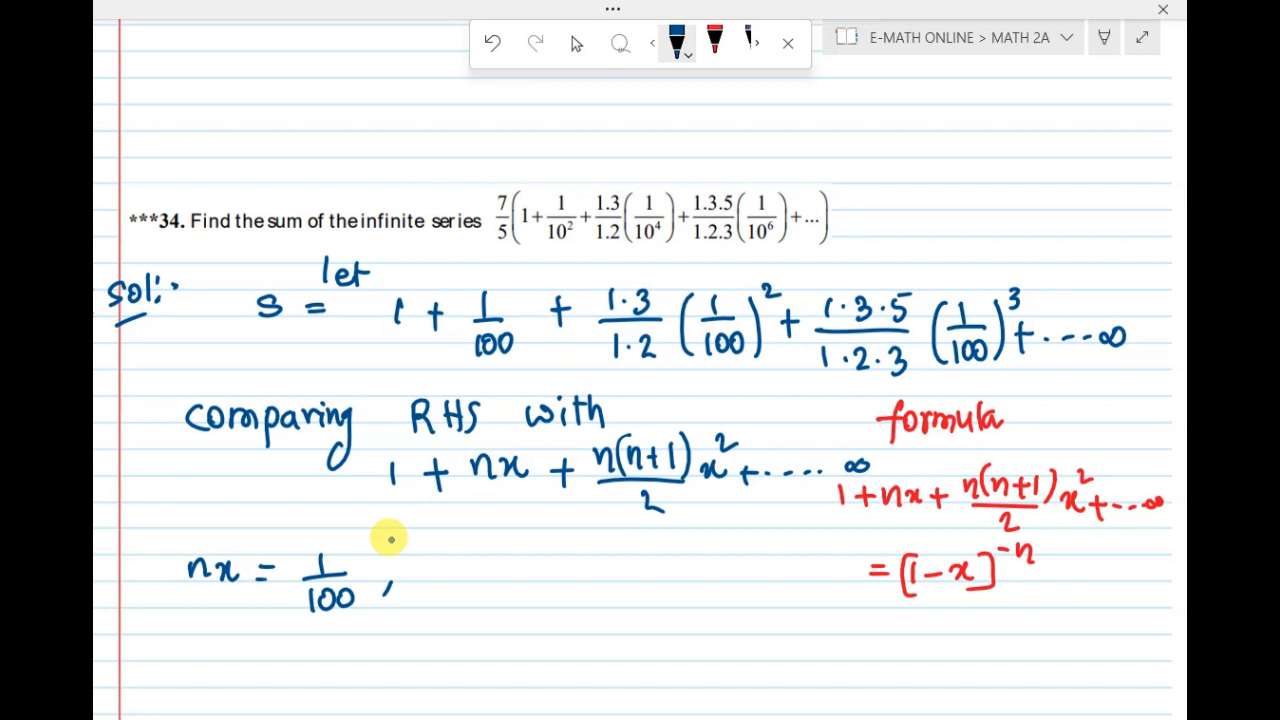 E-MATH ONLINE > MATH 2A
***34. Find the sum of the infinite series 7/5(1+1/10²+1.3/1.2(1/10⁴)+1.3.5/1.2.3(1/10⁶)+...)
Sol:.
let
S = 1 + 1/100 + 1·3/1·2 (1/100)² + 1·3·5/1·2·3 (1/100)³ + ....∞
comparing RHS with
1 + nx + n(n+1)/2 x² + ..... ∞
formula
1+nx+ n(n+1)/2 x² + ...∞
= [1-x]⁻ⁿ
nx = 1/100 ,